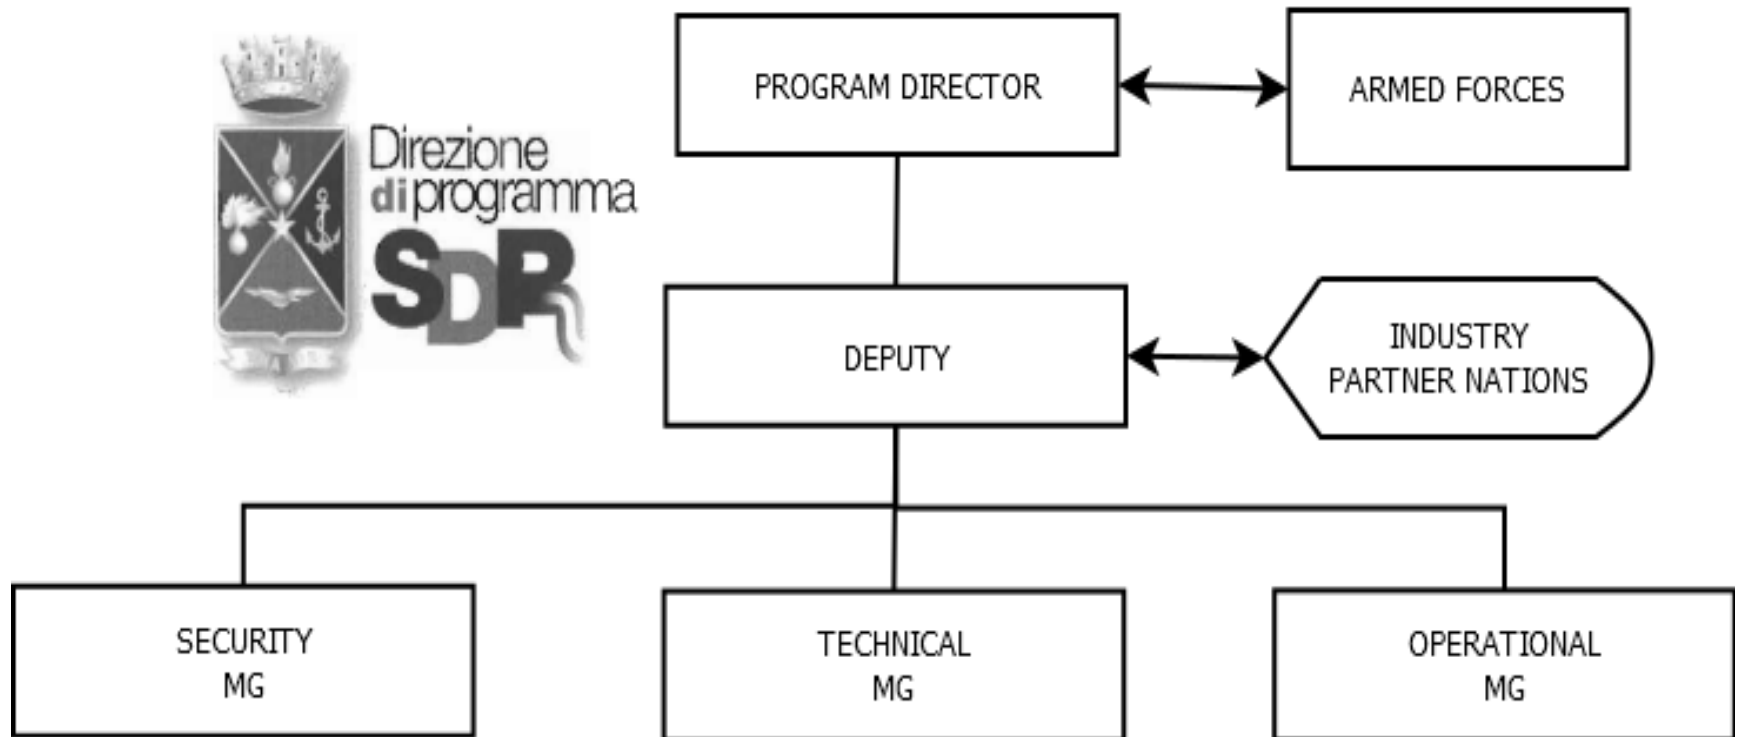 PROGRAM DIRECTOR
ARMED FORCES
Direzione
di programma
SDR
DEPUTY
INDUSTRY
PARTNER NATIONS
SECURITY
MG
TECHNICAL
MG
OPERATIONAL
MG